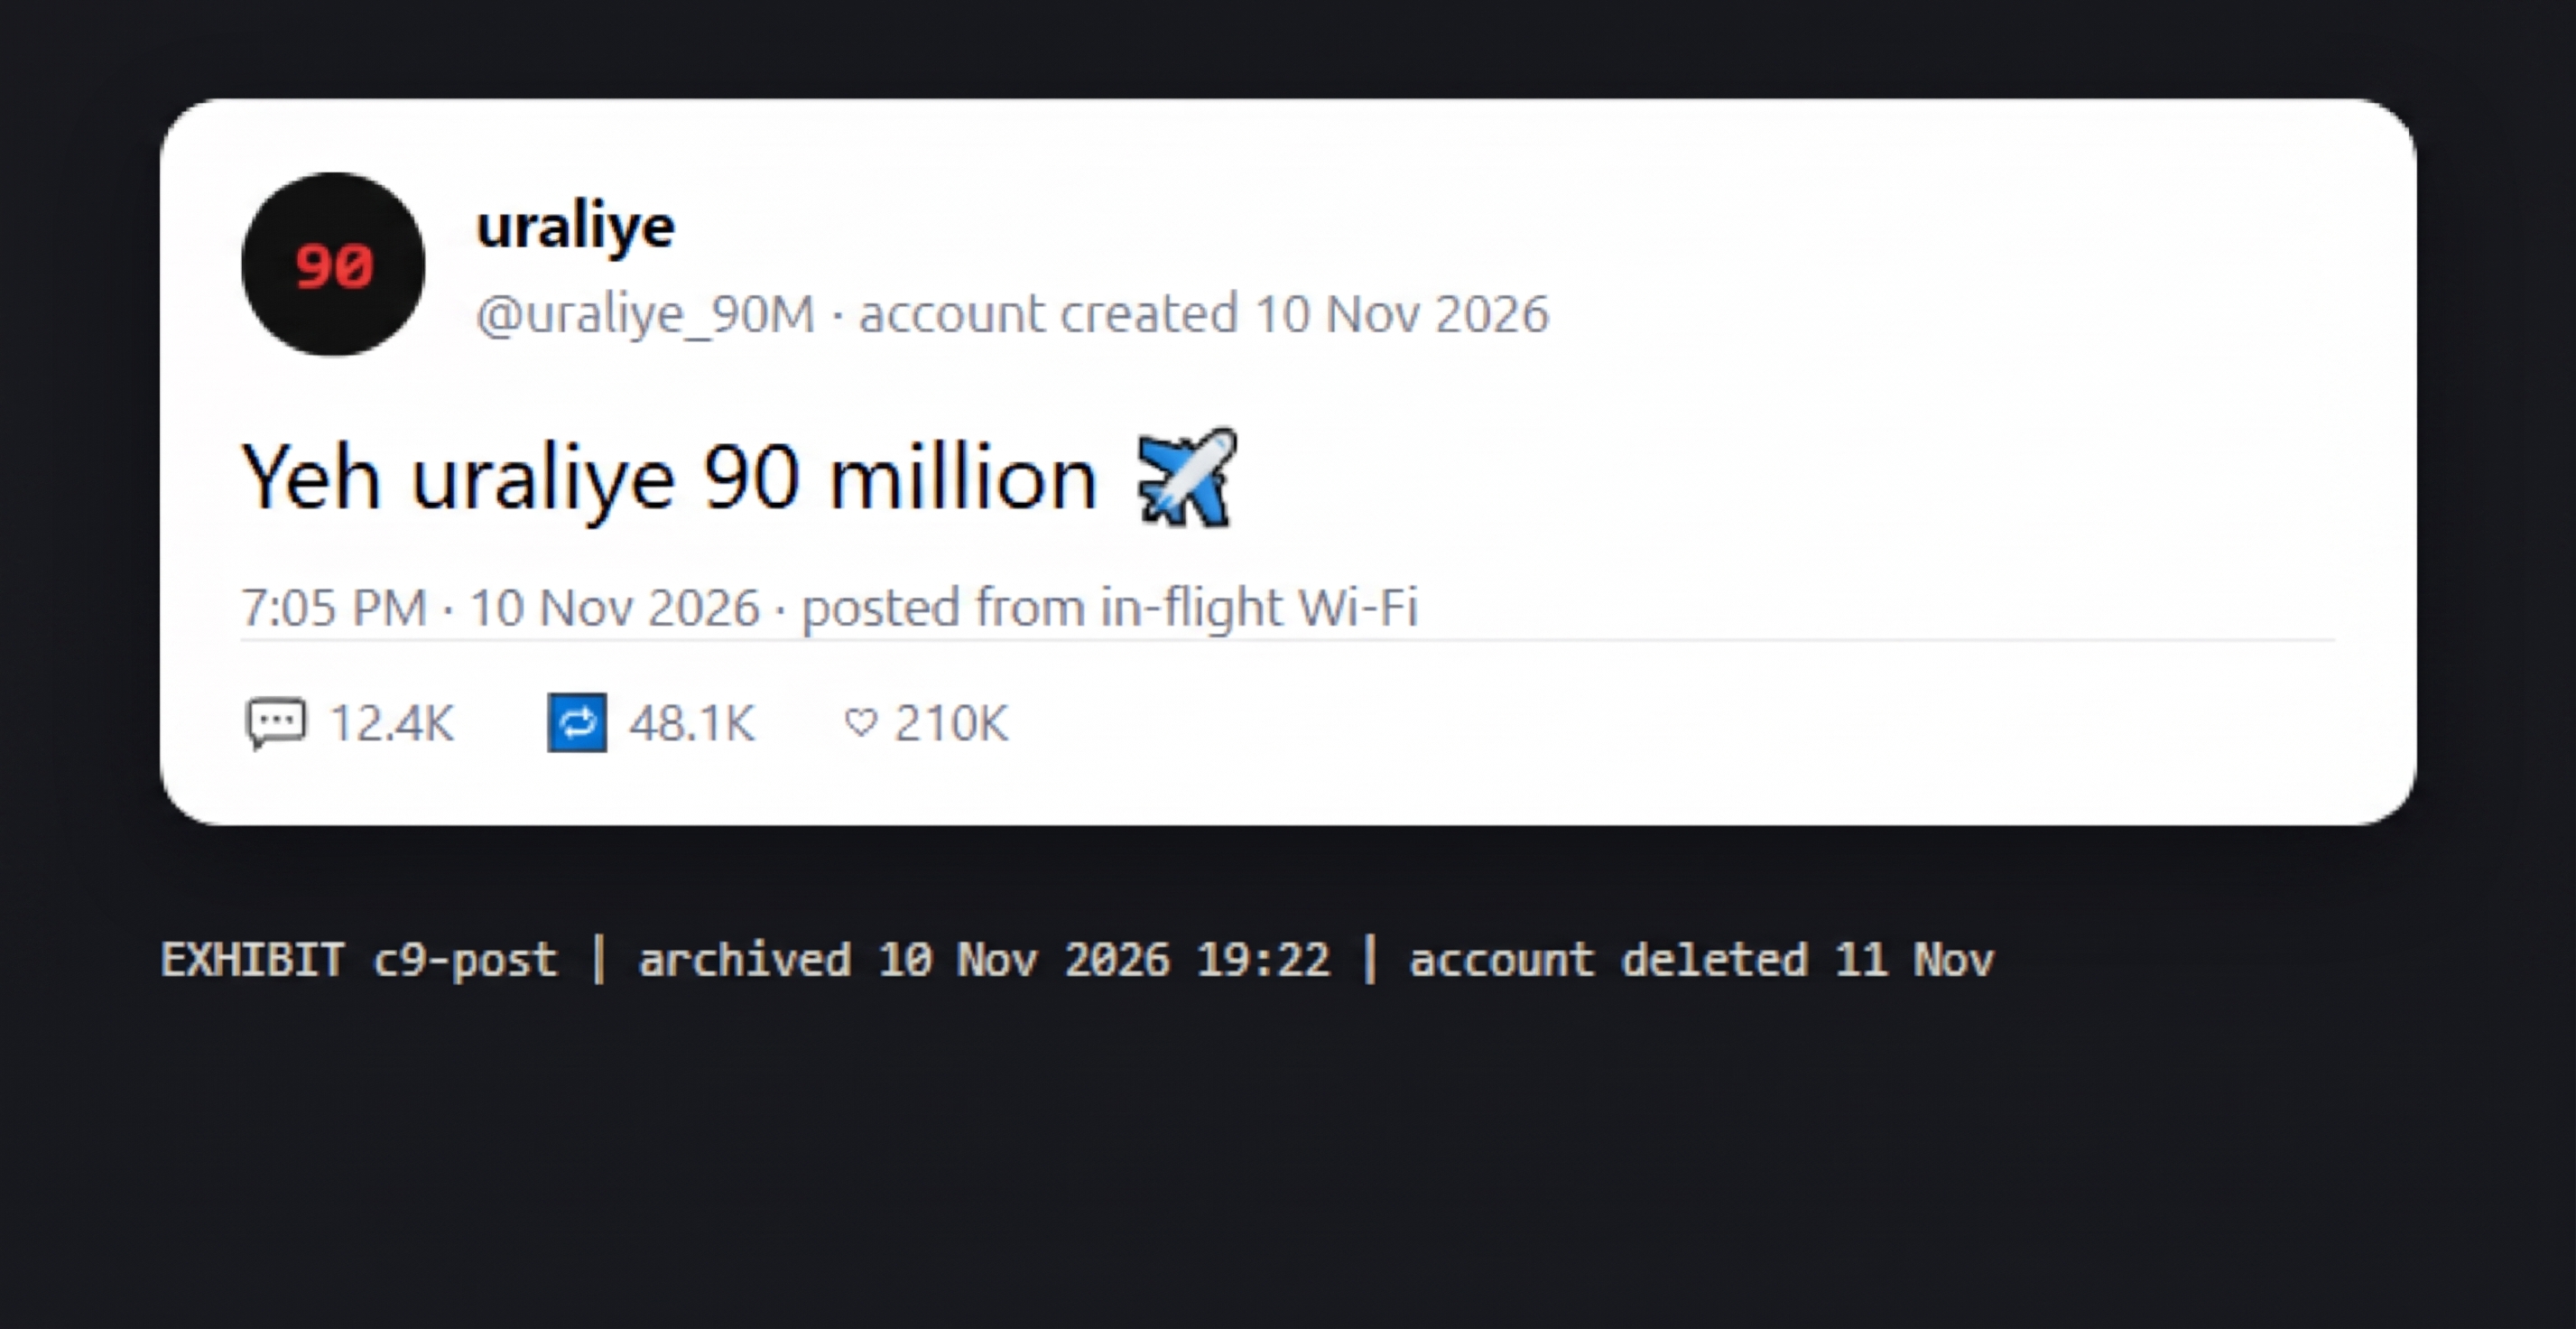 90
uraliye
@uraliye_90M · account created 10 Nov 2026
Yeh uraliye 90 million ✈️
7:05 PM · 10 Nov 2026 · posted from in-flight Wi-Fi
💬 12.4K 🔁 48.1K ♡ 210K
EXHIBIT c9-post | archived 10 Nov 2026 19:22 | account deleted 11 Nov